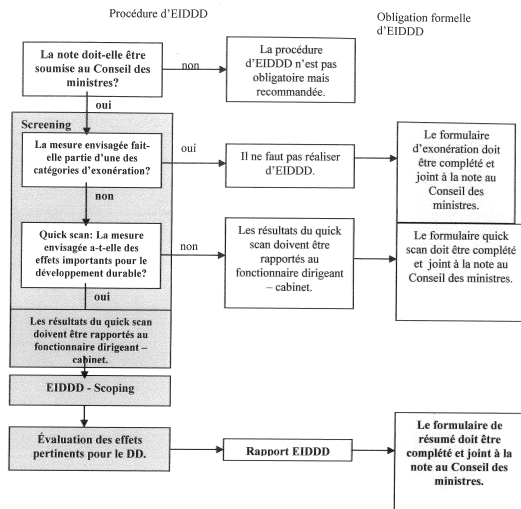 Procédure d'EIDDD
Obligation formelle
d'EIDDD
La note doit-elle être
soumise au Conseil des
ministres?
non
La procédure
d'EIDDD n'est pas
obligatoire mais
recommandée.
oui
Screening
La mesure envisagée fait-
elle partie d'une des
catégories d'exonération?
oui
Il ne faut pas réaliser
d'EIDDD.
Le formulaire
d'exonération doit
être complété et
joint à la note au
Conseil des
ministres.
non
Quick scan: La mesure
envisagée a-t-elle des
effets importants pour le
développement durable?
non
Les résultats du quick
scan doivent être
rapportés au
fonctionnaire dirigeant
– cabinet.
Le formulaire quick
scan doit être complété
et joint à la note au
Conseil des ministres.
oui
Les résultats du quick scan
doivent être rapportés au
fonctionnaire dirigeant –
cabinet.
EIDDD - Scoping
Évaluation des effets
pertinents pour le DD.
Rapport EIDDD
Le formulaire de
résumé doit être
complété et joint à la
note au Conseil des
ministres.